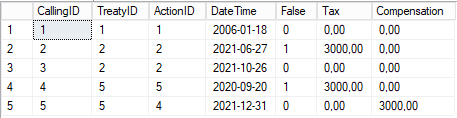 CallingID TreatyID ActionID DateTime False Tax Compensation
1 1 1 1 2006-01-18 0 0,00 0,00
2 2 2 2 2021-06-27 1 3000,00 0,00
3 3 2 2 2021-10-26 0 0,00 0,00
4 4 5 5 2020-09-20 1 3000,00 0,00
5 5 5 4 2021-12-31 0 0,00 3000,00